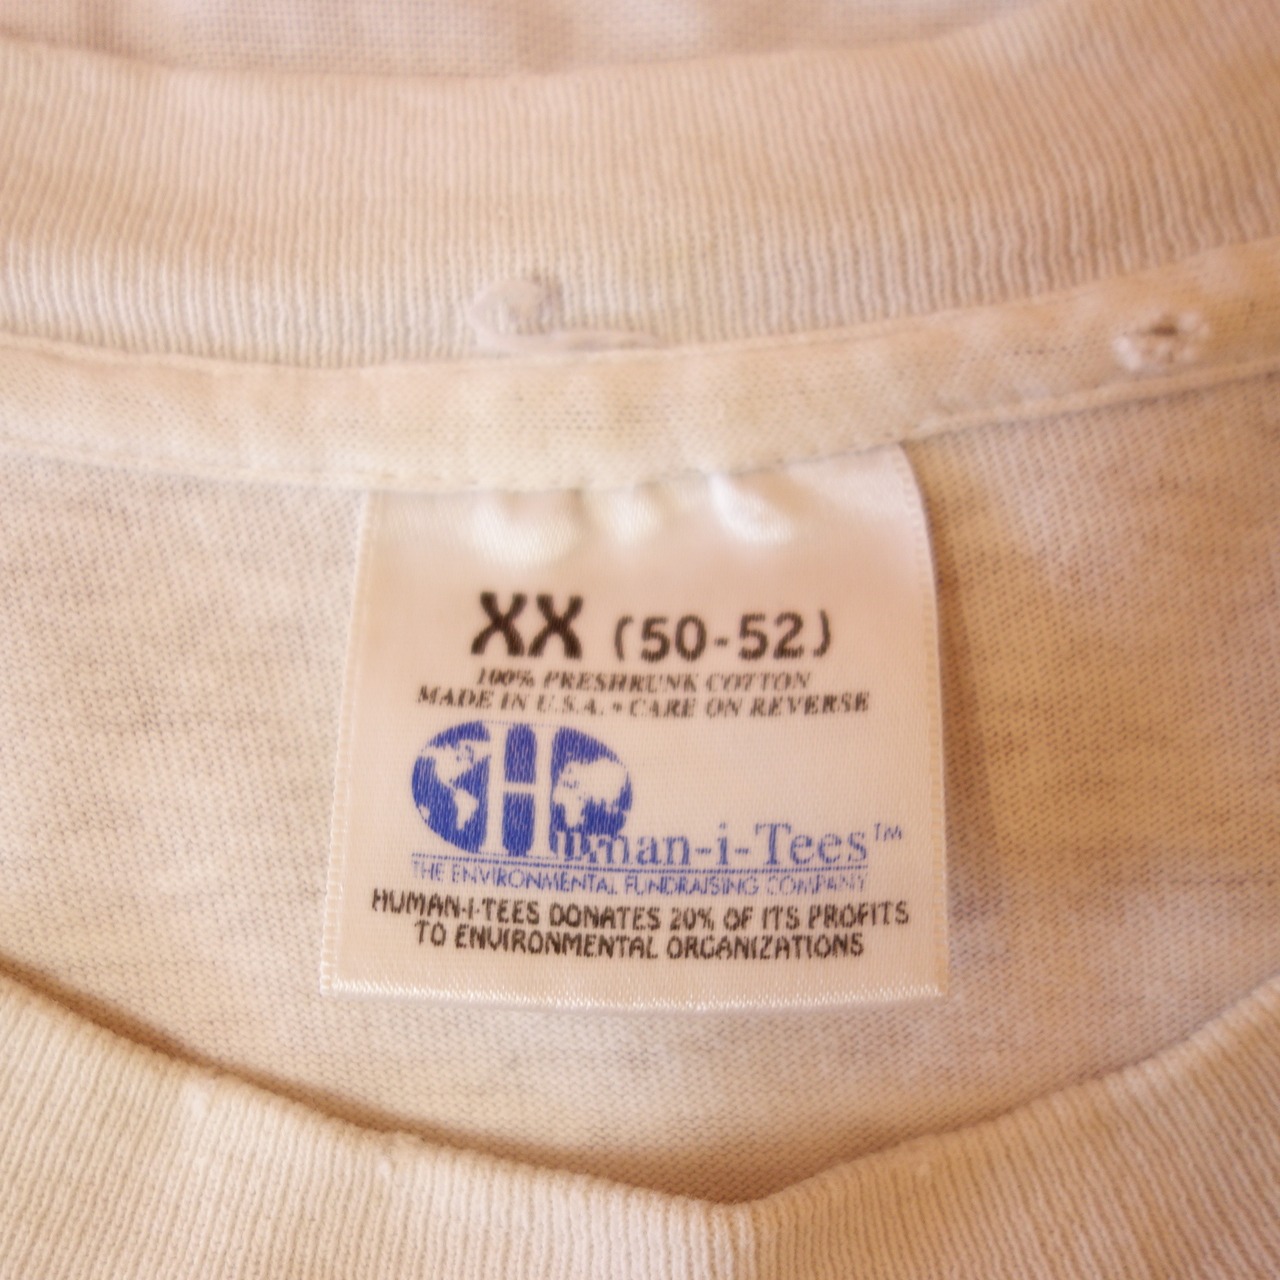 XX (50-52)
100% PRESHRUNK COTTON
MADE IN U.S.A. • CARE ON REVERSE
Human-i-Tees™
THE ENVIRONMENTAL FUNDRAISING COMPANY
HUMAN-I-TEES DONATES 20% OF ITS PROFITS
TO ENVIRONMENTAL ORGANIZATIONS